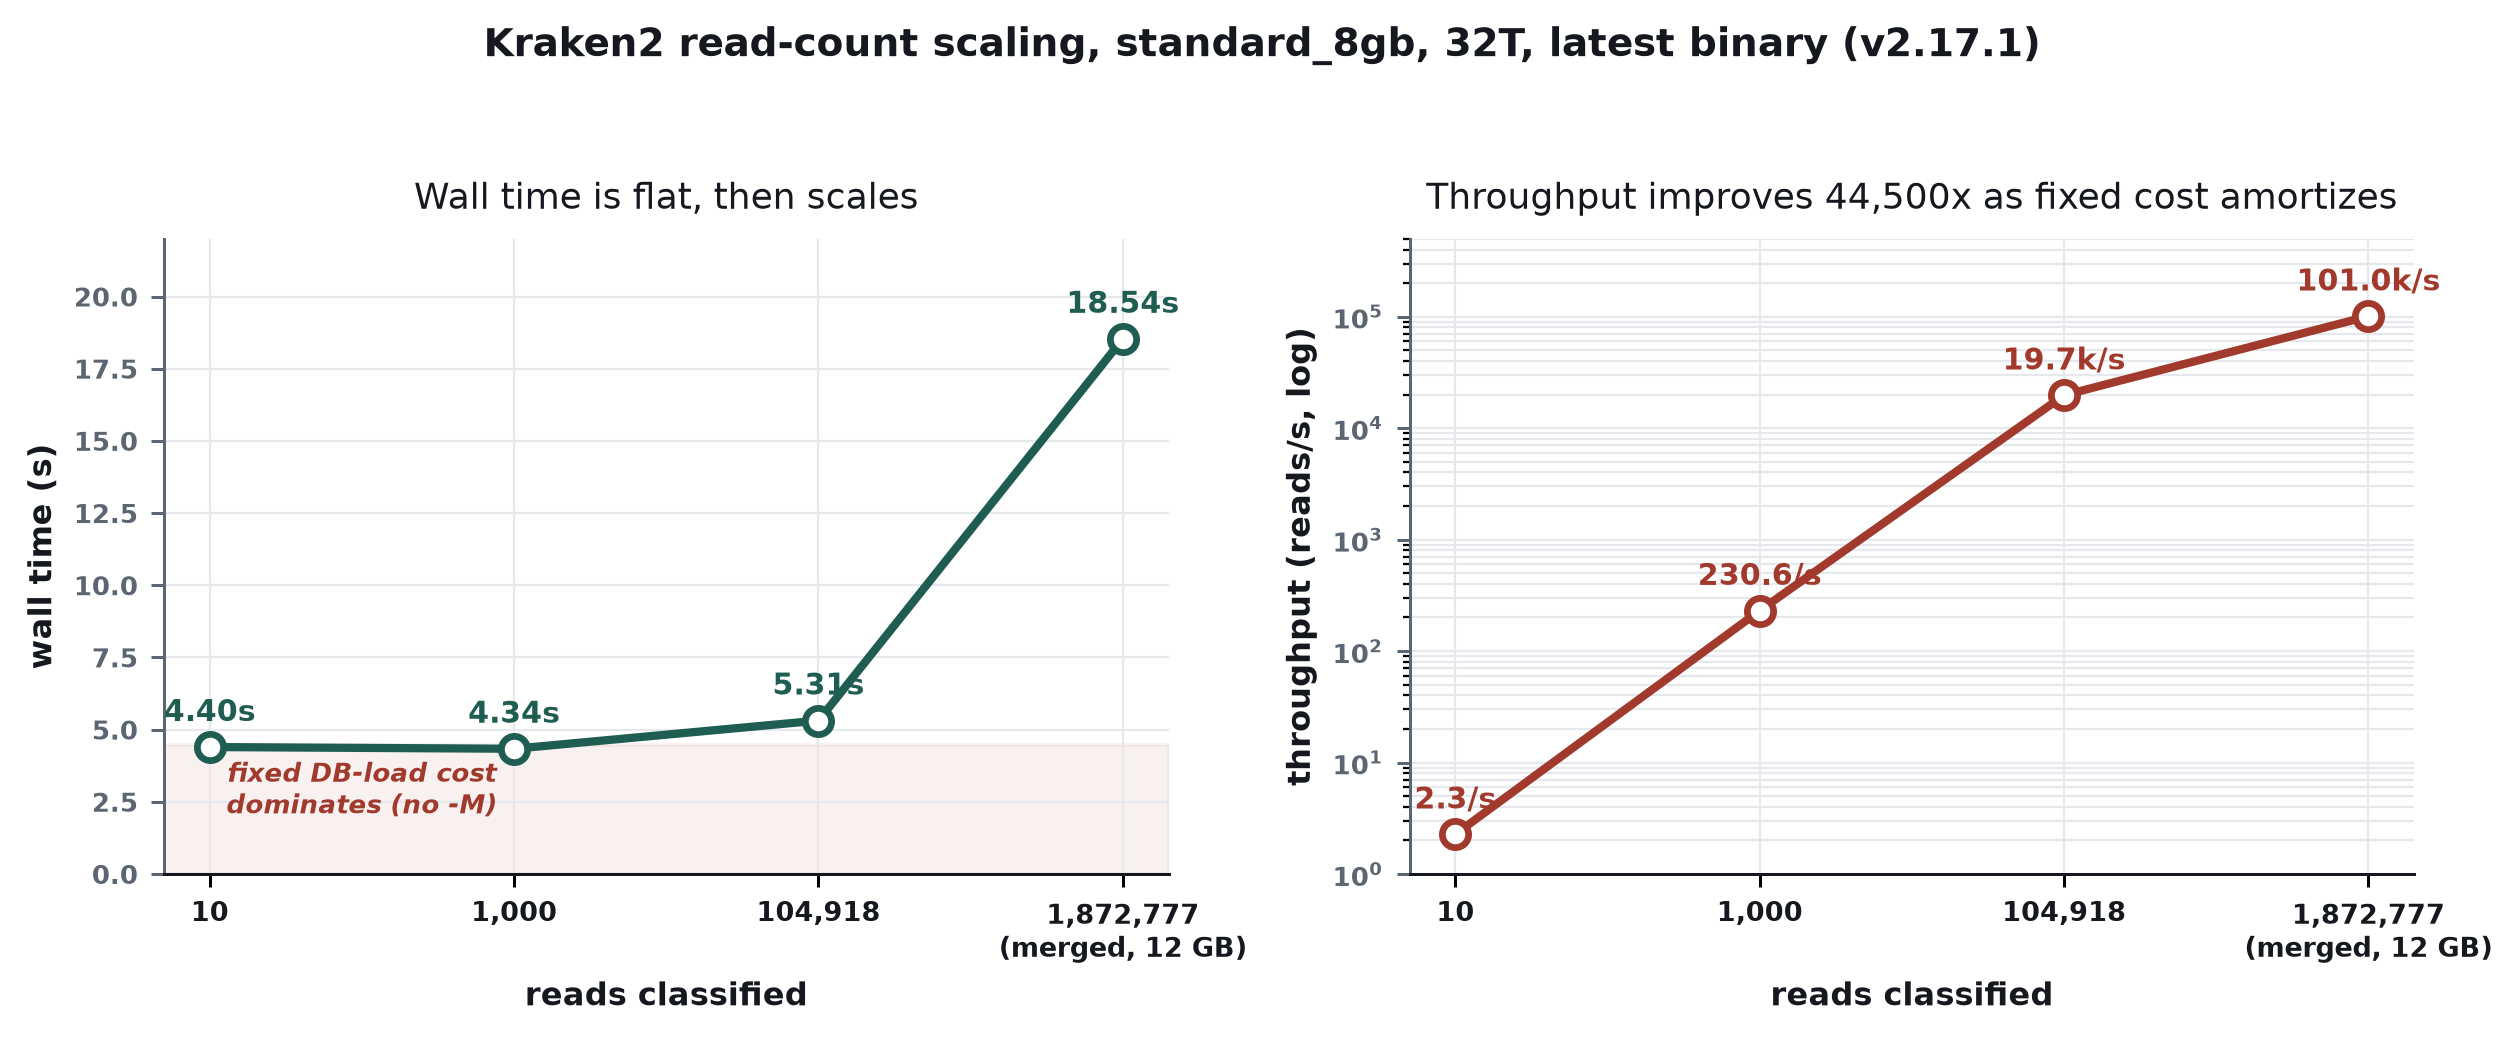 Kraken2 read-count scaling, standard_8gb, 32T, latest binary (v2.17.1)
Wall time is flat, then scales
wall time (s)
20.0
17.5
15.0
12.5
10.0
7.5
5.0
2.5
0.0
4.40s
4.34s
5.31s
18.54s
fixed DB-load cost
dominates (no -M)
10
1,000
104,918
1,872,777
(merged, 12 GB)
reads classified
Throughput improves 44,500x as fixed cost amortizes
throughput (reads/s, log)
10⁵
10⁴
10³
10²
10¹
10⁰
2.3/s
230.6/s
19.7k/s
101.0k/s
10
1,000
104,918
1,872,777
(merged, 12 GB)
reads classified